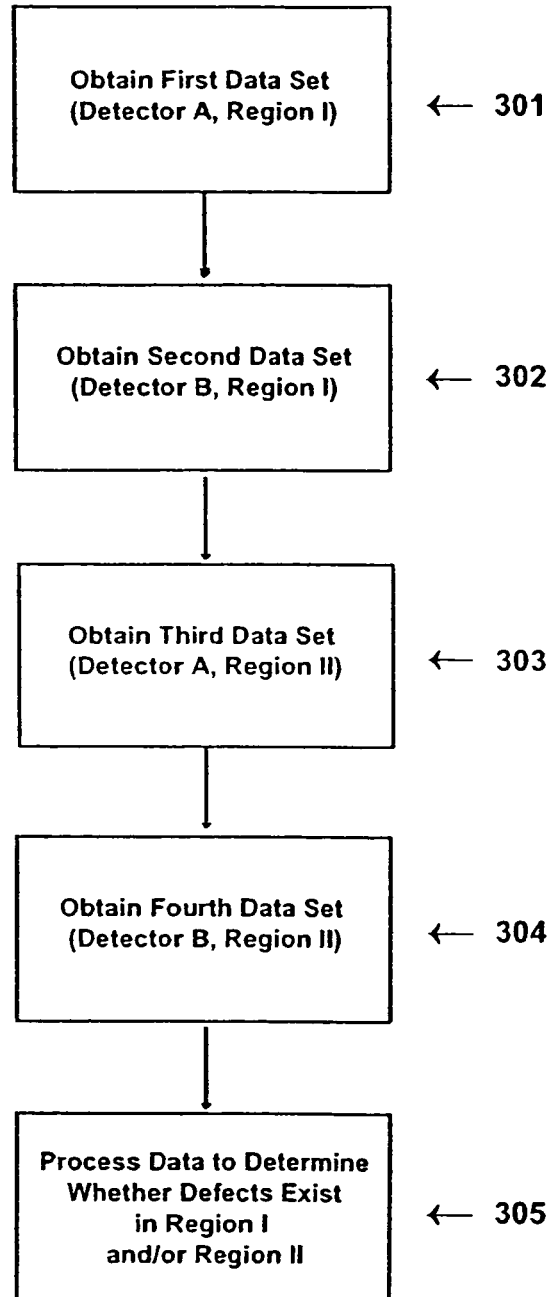 Obtain First Data Set
(Detector A, Region I)
← 301
Obtain Second Data Set
(Detector B, Region I)
← 302
Obtain Third Data Set
(Detector A, Region II)
← 303
Obtain Fourth Data Set
(Detector B, Region II)
← 304
Process Data to Determine
Whether Defects Exist
in Region I
and/or Region II
← 305